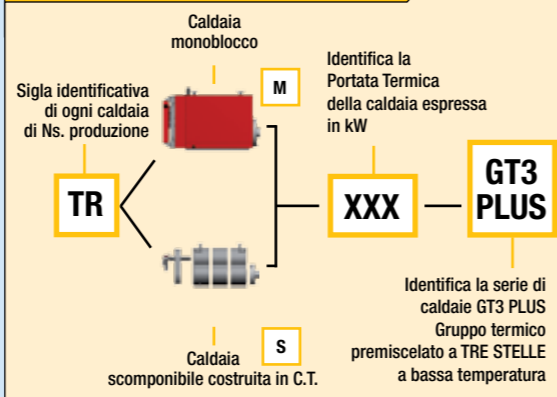 Caldaia
monoblocco
M
Identifica la
Portata Termica
della caldaia espressa
in kW
Sigla identificativa
di ogni caldaia
di Ns. produzione
TR
XXX
GT3
PLUS
Identifica la serie di
caldaie GT3 PLUS
Gruppo termico
premiscelato a TRE STELLE
a bassa temperatura
S
Caldaia
scomponibile costruita in C.T.